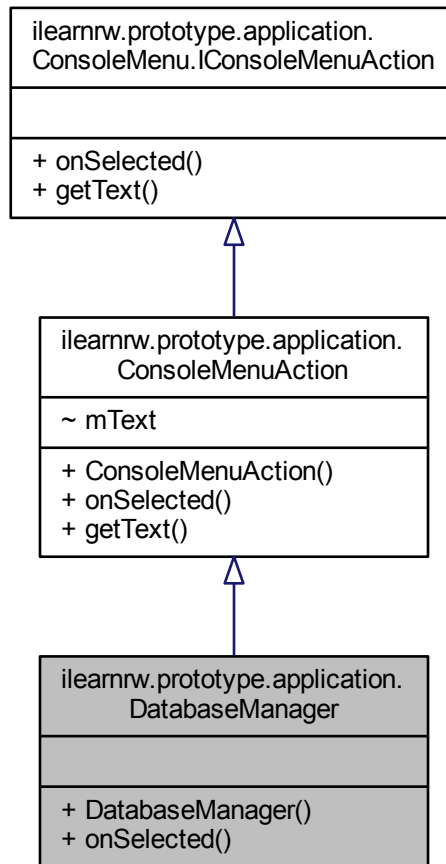 ilearnrw.prototype.application.
ConsoleMenu.IConsoleMenuAction
+ onSelected()
+ getText()
ilearnrw.prototype.application.
ConsoleMenuAction
~ mText
+ ConsoleMenuAction()
+ onSelected()
+ getText()
ilearnrw.prototype.application.
DatabaseManager
+ DatabaseManager()
+ onSelected()